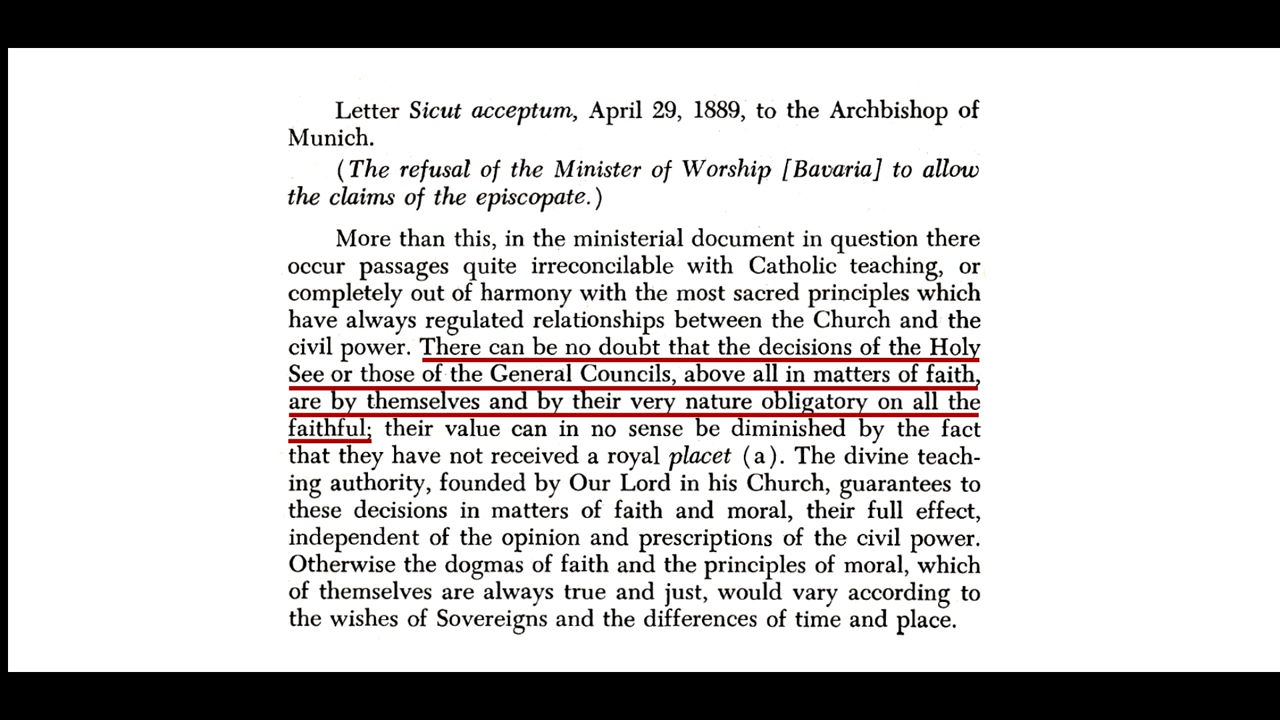 Letter Sicut acceptum, April 29, 1889, to the Archbishop of
Munich.
(The refusal of the Minister of Worship [Bavaria] to allow
the claims of the episcopate.)
More than this, in the ministerial document in question there
occur passages quite irreconcilable with Catholic teaching, or
completely out of harmony with the most sacred principles which
have always regulated relationships between the Church and the
civil power. There can be no doubt that the decisions of the Holy
See or those of the General Councils, above all in matters of faith,
are by themselves and by their very nature obligatory on all the
faithful; their value can in no sense be diminished by the fact
that they have not received a royal placet (a). The divine teach-
ing authority, founded by Our Lord in his Church, guarantees to
these decisions in matters of faith and moral, their full effect,
independent of the opinion and prescriptions of the civil power.
Otherwise the dogmas of faith and the principles of moral, which
of themselves are always true and just, would vary according to
the wishes of Sovereigns and the differences of time and place.